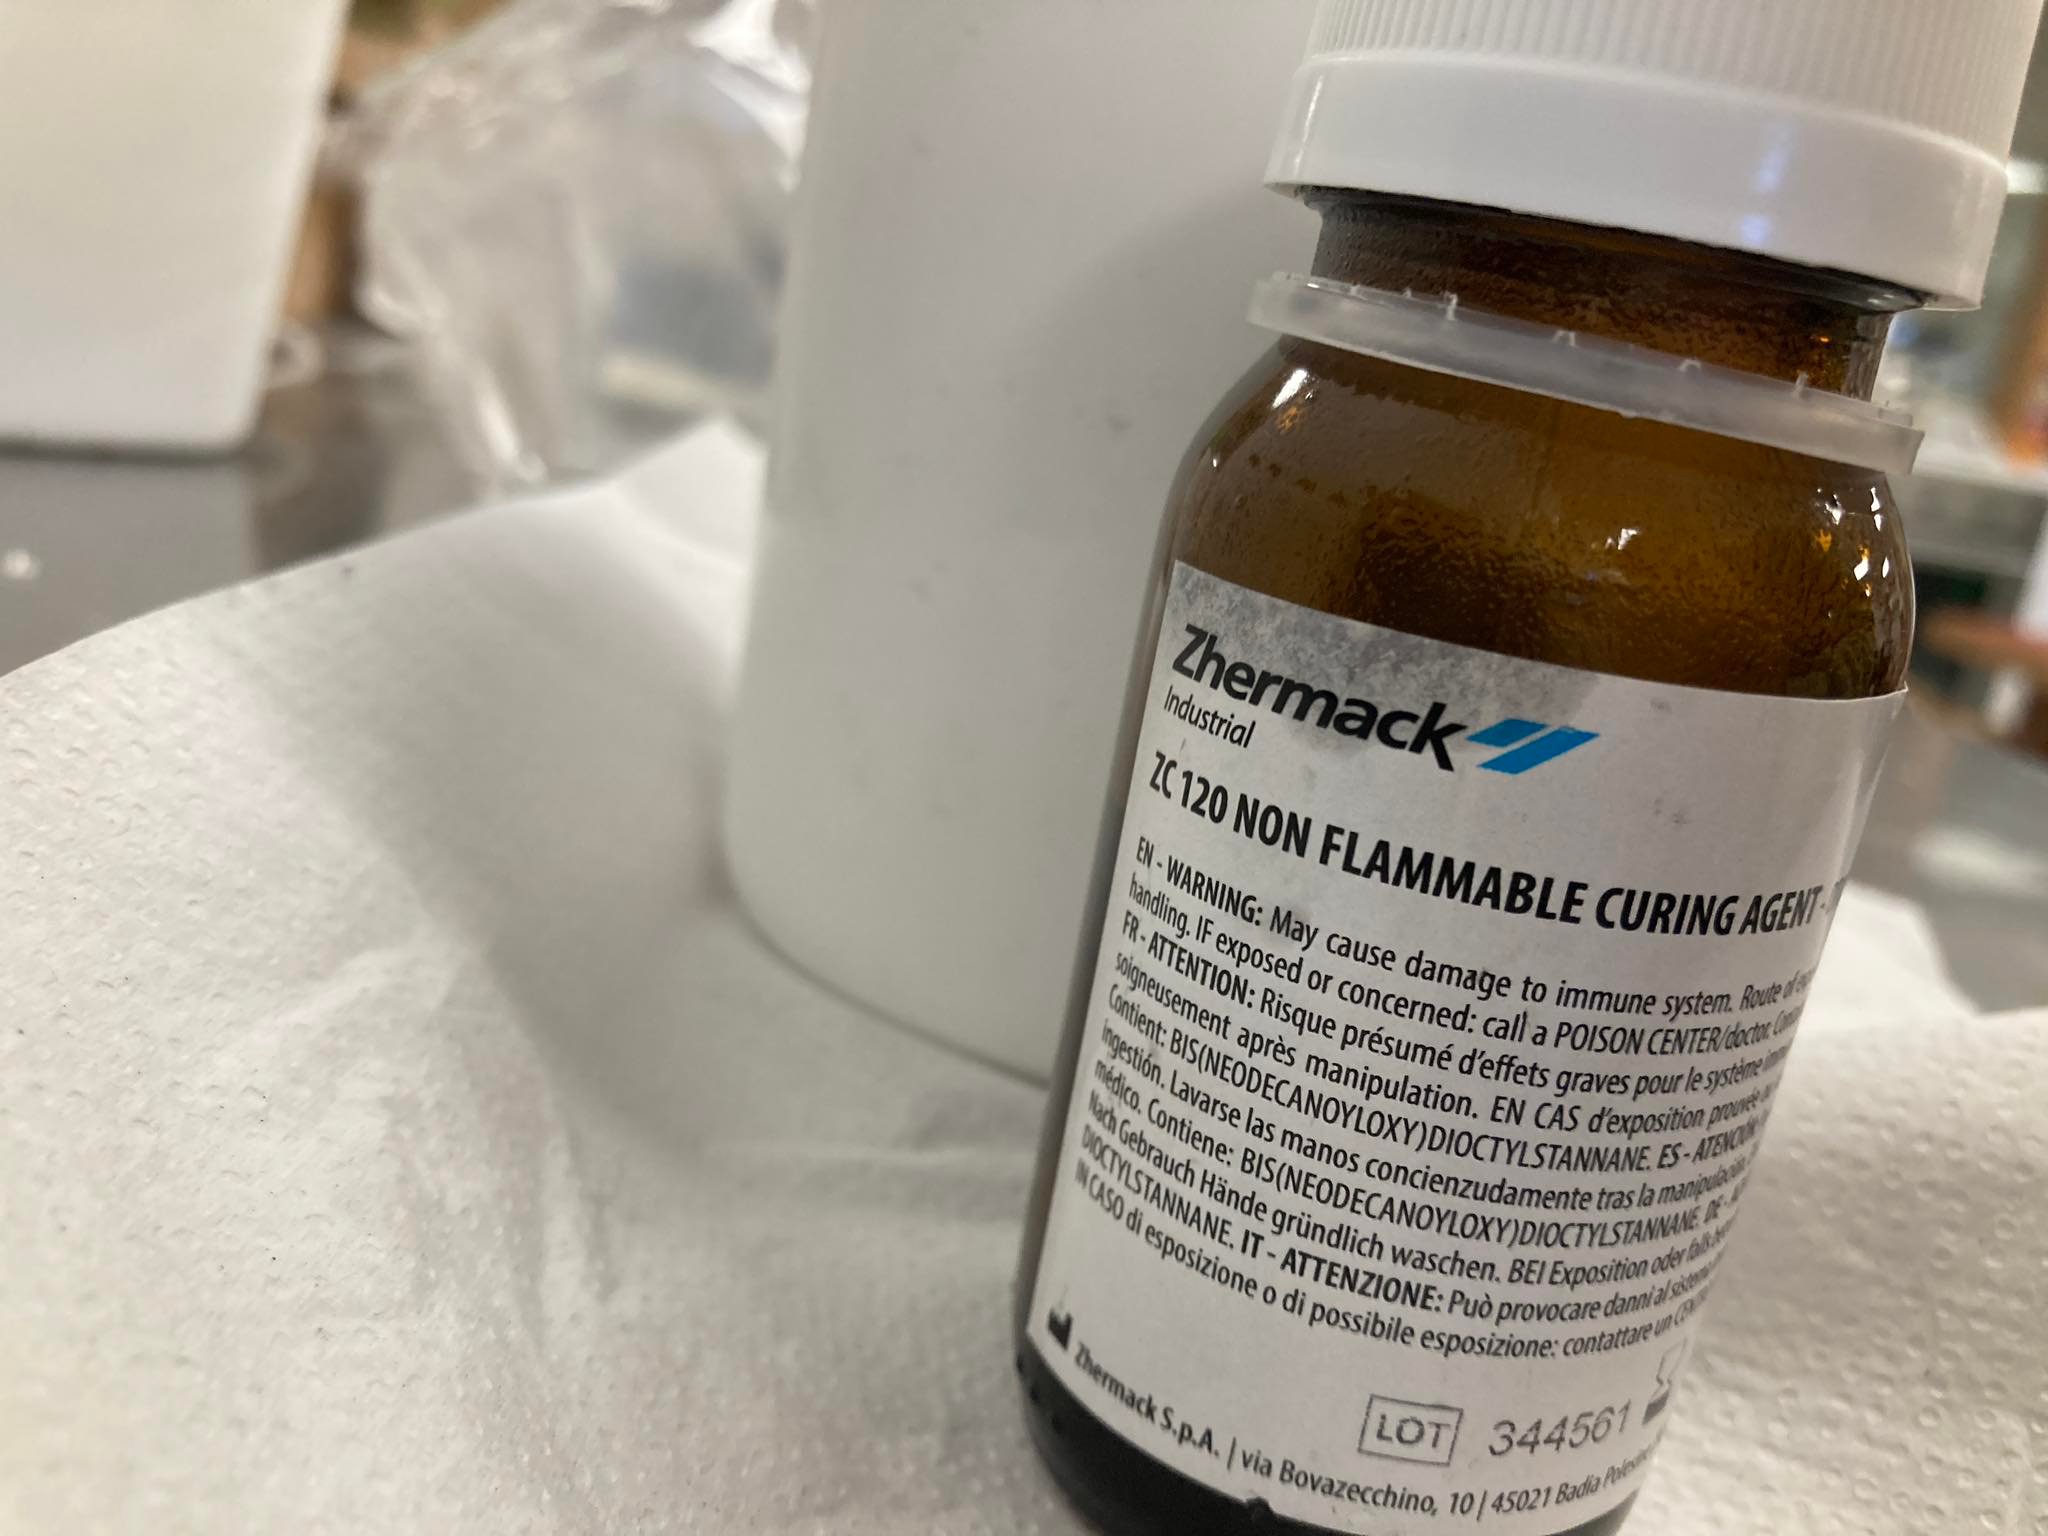 Zhermack
Industrial
ZC 120 NON FLAMMABLE CURING AGENT -
EN - WARNING: May cause damage to immune system. Route of
handling. IF exposed or concerned: call a POISON CENTER/doctor.
FR - ATTENTION: Risque présumé d'effets graves pour le système
soigneusement après manipulation. EN CAS d'exposition prouvée
Contient: BIS(NEODECANOYLOXY)DIOCTYLSTANNANE. ES - ATENCIÓN:
ingestión. Lavarse las manos concienzudamente tras la manipulación.
médico. Contiene: BIS(NEODECANOYLOXY)DIOCTYLSTANNANE. DE -
Nach Gebrauch Hände gründlich waschen. BEI Exposition oder falls
DIOCTYLSTANNANE. IT - ATTENZIONE: Può provocare danni al sistema
IN CASO di esposizione o di possibile esposizione: contattare un
LOT 344561
Zhermack S.p.A. | via Bovazecchino, 10 | 45021 Badia